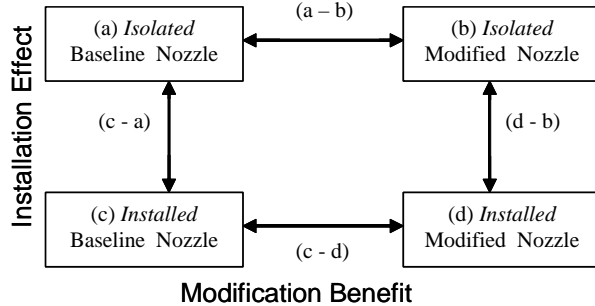 (a – b)
(a) Isolated
Baseline Nozzle
(b) Isolated
Modified Nozzle
Installation Effect
(c - a)
(d - b)
(c) Installed
Baseline Nozzle
(d) Installed
Modified Nozzle
(c - d)
Modification Benefit